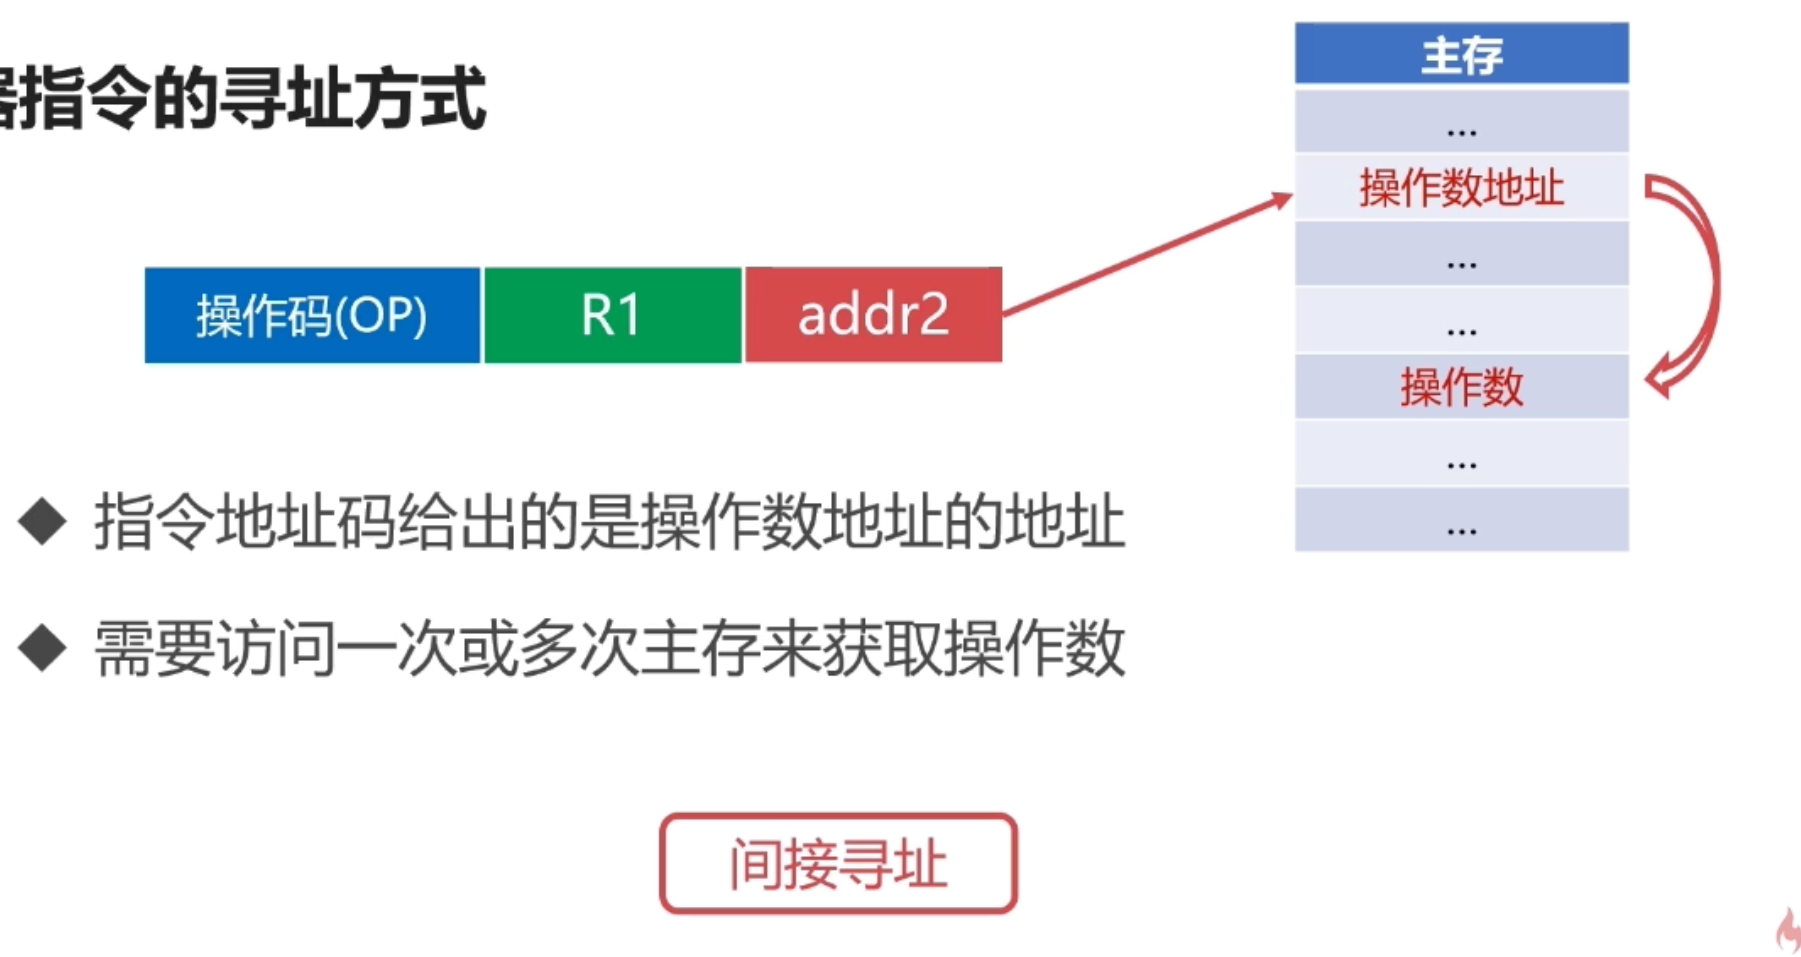 器指令的寻址方式
主存
...
操作数地址
...
...
操作数
...
...
操作码(OP) R1 addr2
指令地址码给出的是操作数地址的地址
需要访问一次或多次主存来获取操作数
间接寻址